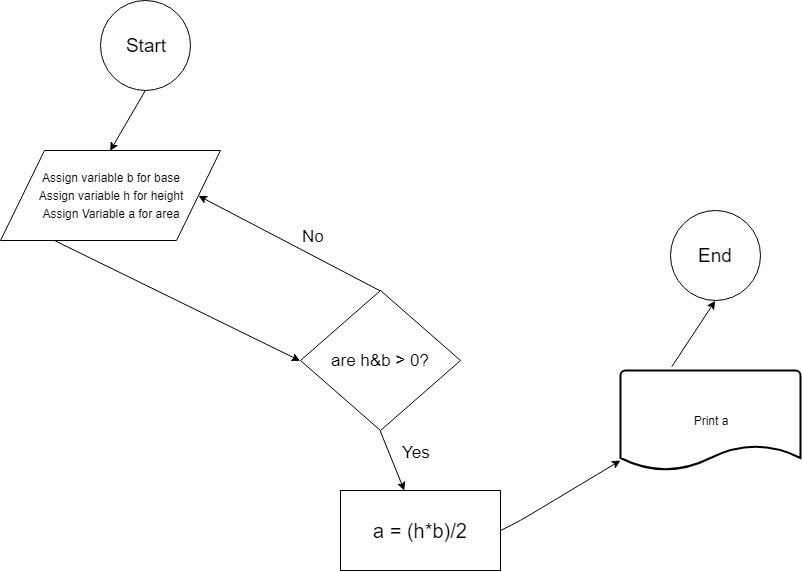 Start
Assign variable b for base
Assign variable h for height
Assign Variable a for area
No
are h&b > 0?
Yes
a = (h*b)/2
Print a
End